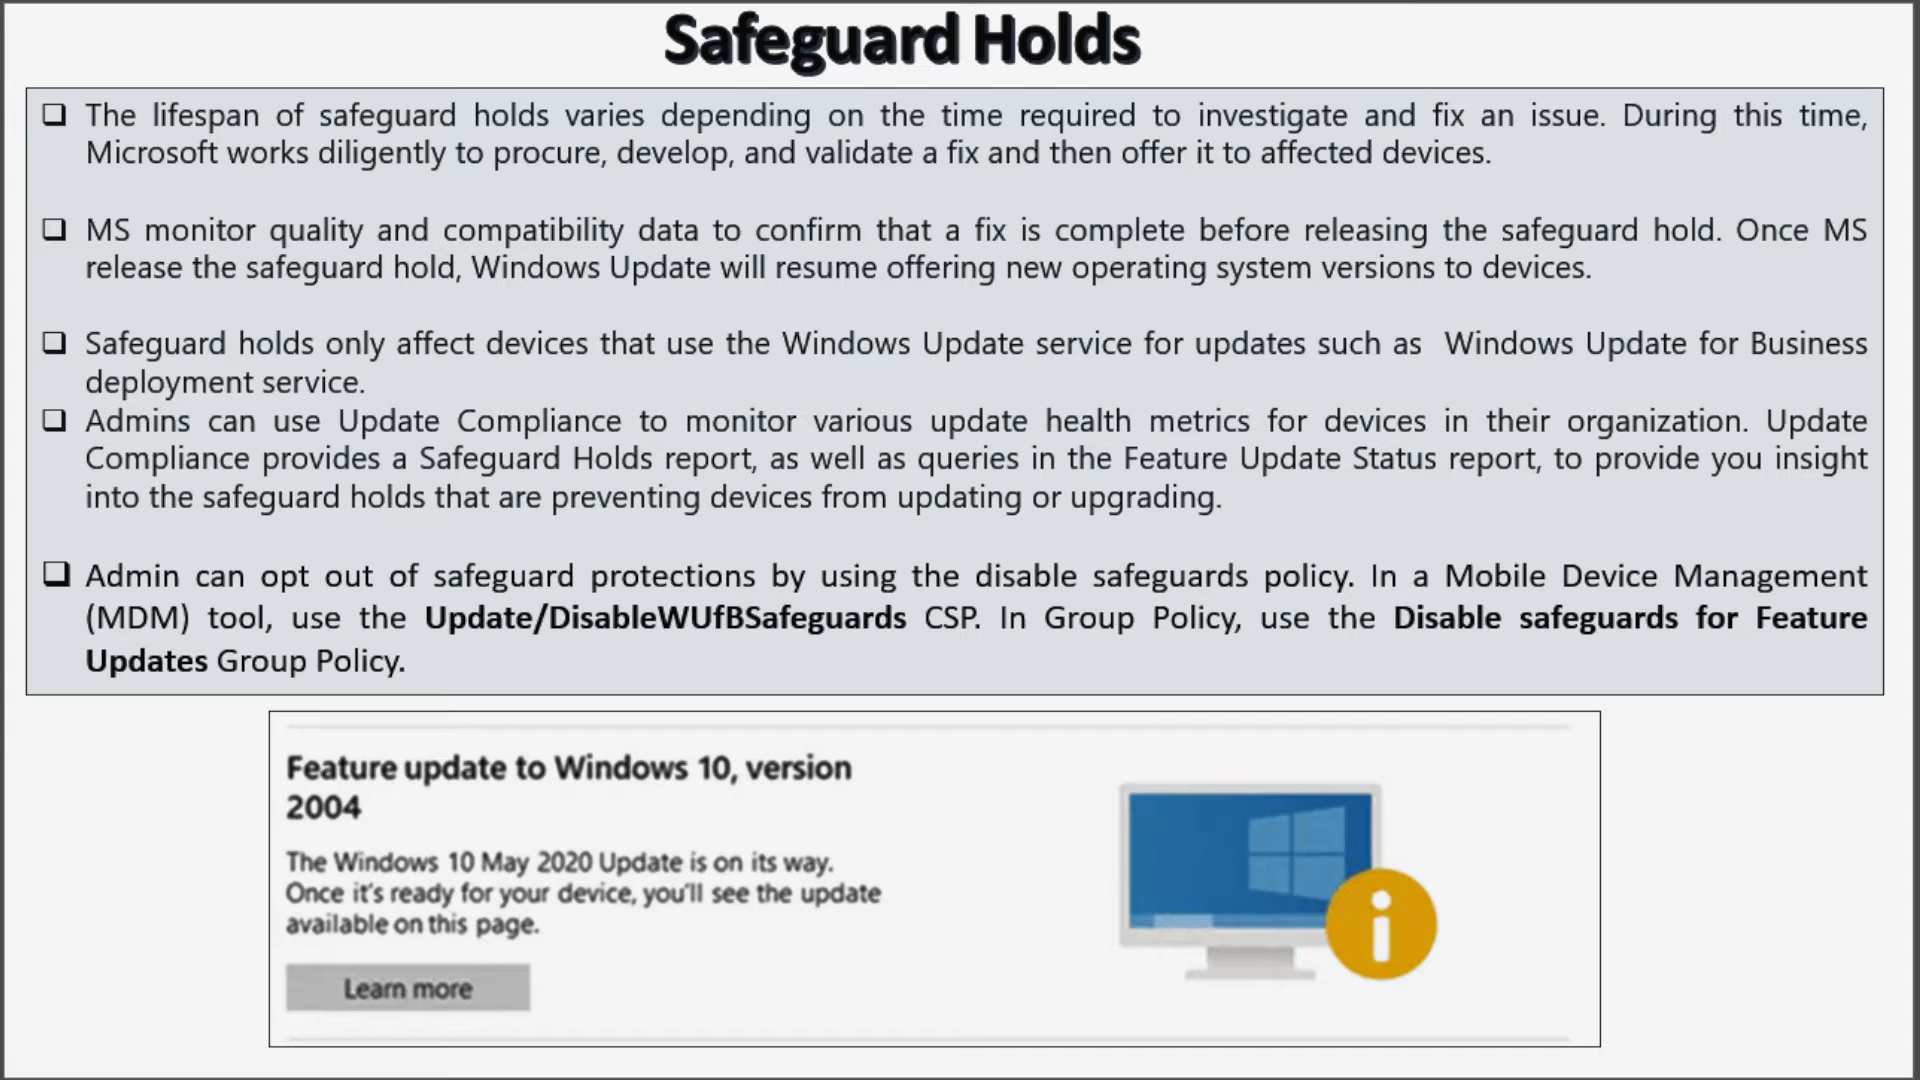 Safeguard Holds
❑ The lifespan of safeguard holds varies depending on the time required to investigate and fix an issue. During this time,
Microsoft works diligently to procure, develop, and validate a fix and then offer it to affected devices.
❑ MS monitor quality and compatibility data to confirm that a fix is complete before releasing the safeguard hold. Once MS
release the safeguard hold, Windows Update will resume offering new operating system versions to devices.
❑ Safeguard holds only affect devices that use the Windows Update service for updates such as Windows Update for Business
deployment service.
❑ Admins can use Update Compliance to monitor various update health metrics for devices in their organization. Update
Compliance provides a Safeguard Holds report, as well as queries in the Feature Update Status report, to provide you insight
into the safeguard holds that are preventing devices from updating or upgrading.
❑ Admin can opt out of safeguard protections by using the disable safeguards policy. In a Mobile Device Management
(MDM) tool, use the Update/DisableWUfBSafeguards CSP. In Group Policy, use the Disable safeguards for Feature
Updates Group Policy.
Feature update to Windows 10, version
2004
The Windows 10 May 2020 Update is on its way.
Once it's ready for your device, you'll see the update
available on this page.
Learn more